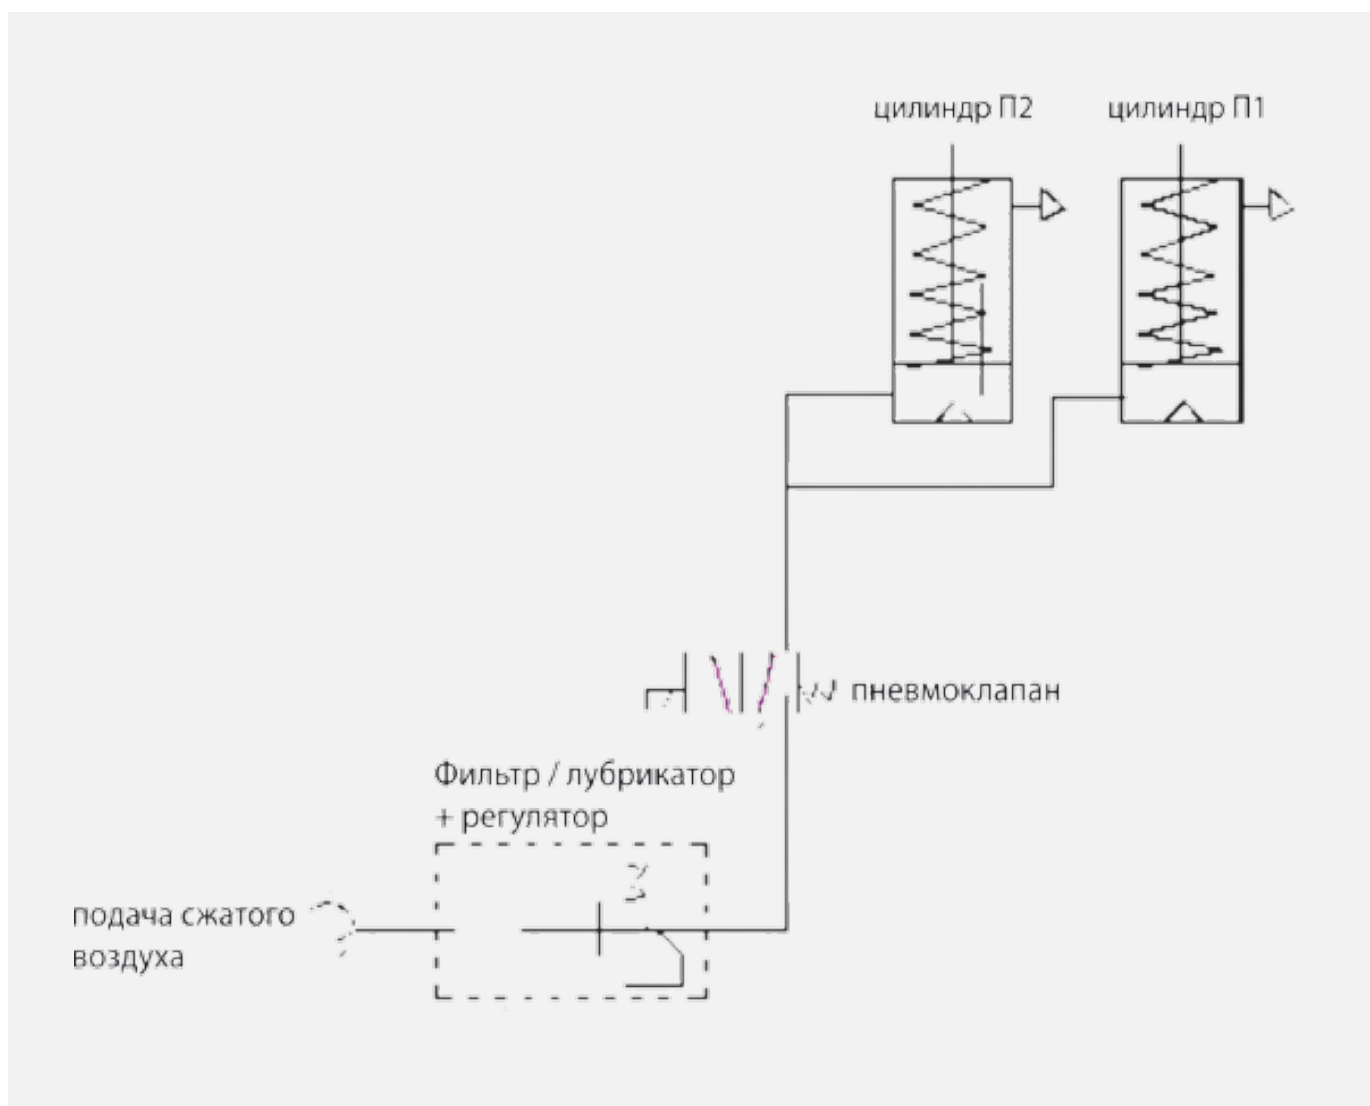 цилиндр П2
цилиндр П1
пневмоклапан
Фильтр / лубрикатор
+ регулятор
подача сжатого
воздуха